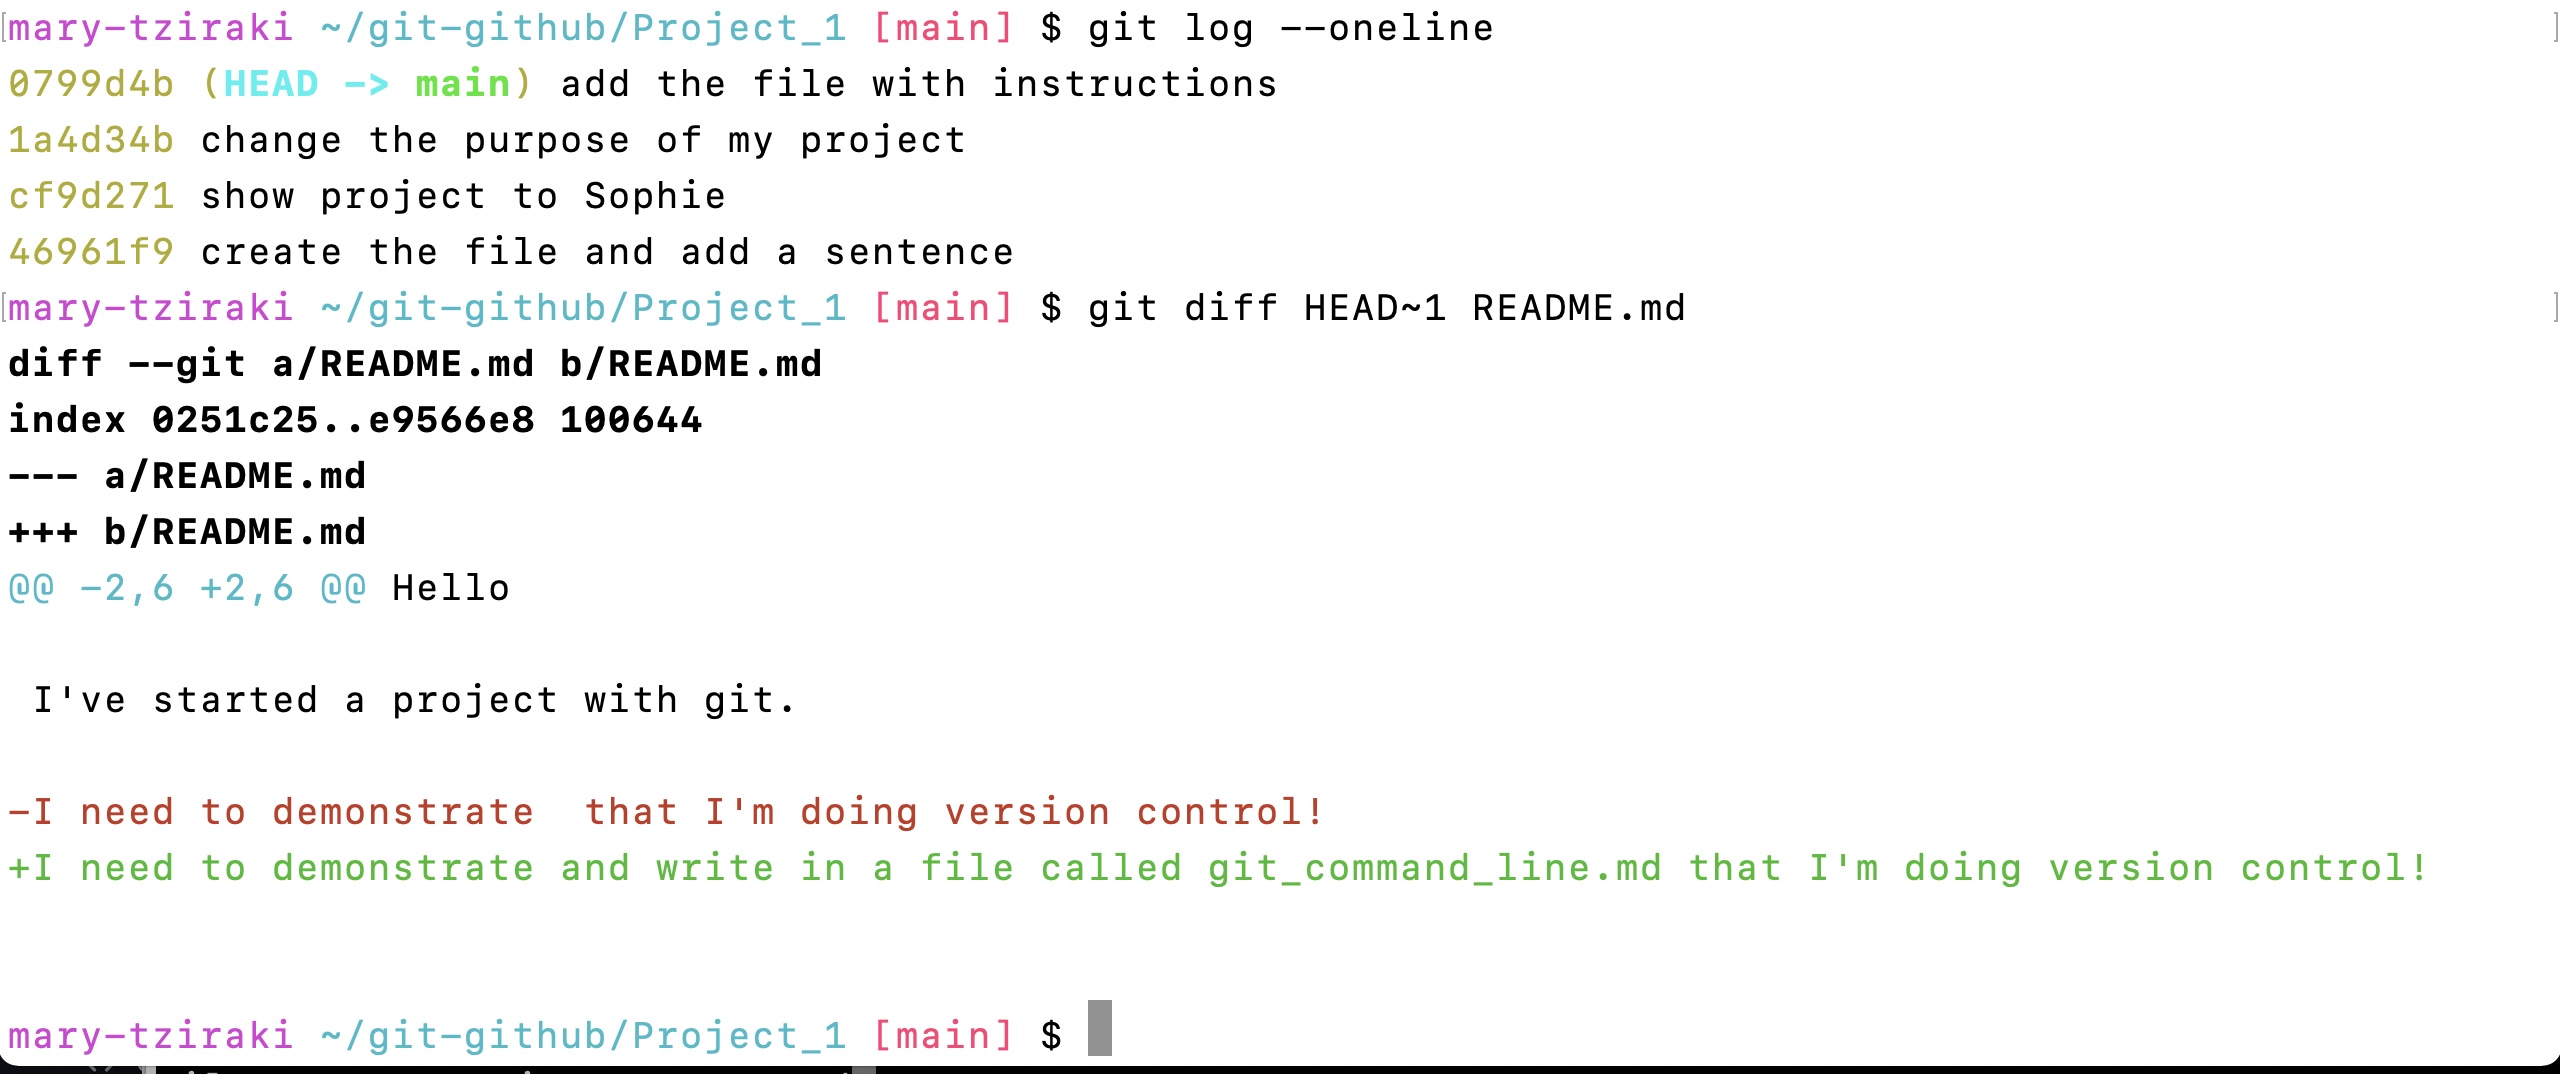 [mary-tziraki ~/git-github/Project_1 [main] $ git log --oneline ]
0799d4b (HEAD -> main) add the file with instructions
1a4d34b change the purpose of my project
cf9d271 show project to Sophie
46961f9 create the file and add a sentence
[mary-tziraki ~/git-github/Project_1 [main] $ git diff HEAD~1 README.md ]
diff --git a/README.md b/README.md
index 0251c25..e9566e8 100644
--- a/README.md
+++ b/README.md
@@ -2,6 +2,6 @@ Hello
 I've started a project with git.
-I need to demonstrate  that I'm doing version control!
+I need to demonstrate and write in a file called git_command_line.md that I'm doing version control!
mary-tziraki ~/git-github/Project_1 [main] $